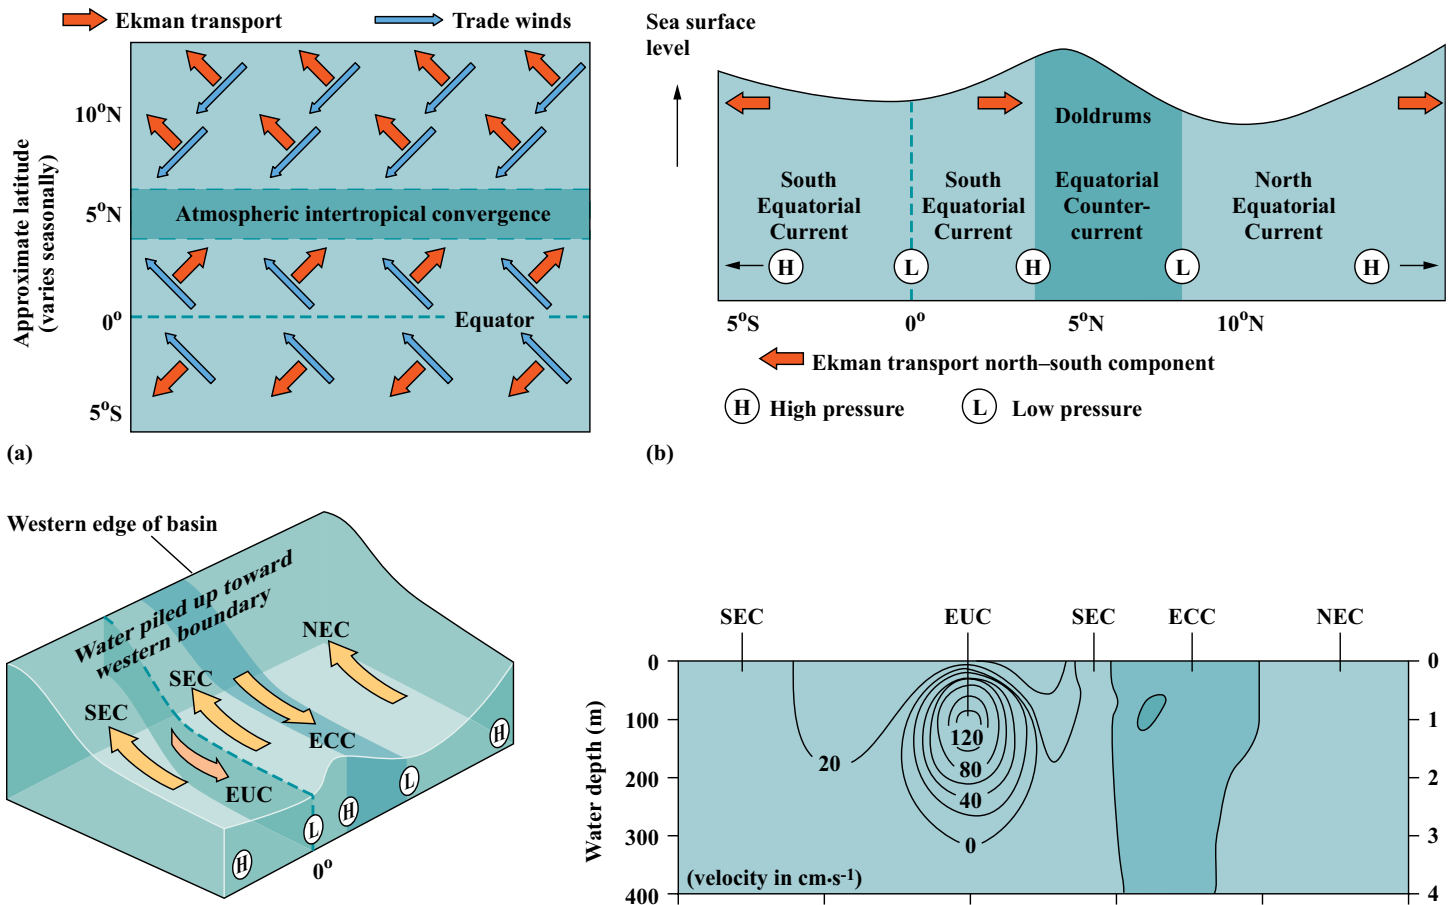 Ekman transport
Trade winds
Approximate latitude
(varies seasonally)
10°N
5°N
0°
5°S
Atmospheric intertropical convergence
Equator
(a)
Sea surface
level
Doldrums
South
Equatorial
Current
South
Equatorial
Current
Equatorial
Counter-
current
North
Equatorial
Current
H
L
H
L
H
5°S
0°
5°N
10°N
Ekman transport north–south component
H High pressure
L Low pressure
(b)
Western edge of basin
Water piled up toward
western boundary
NEC
SEC
SEC
ECC
EUC
H
L
H
L
H
0°
SEC
EUC
SEC
ECC
NEC
Water depth (m)
0
100
200
300
400
0
1
2
3
4
20
120
80
40
0
(velocity in cm·s-1)